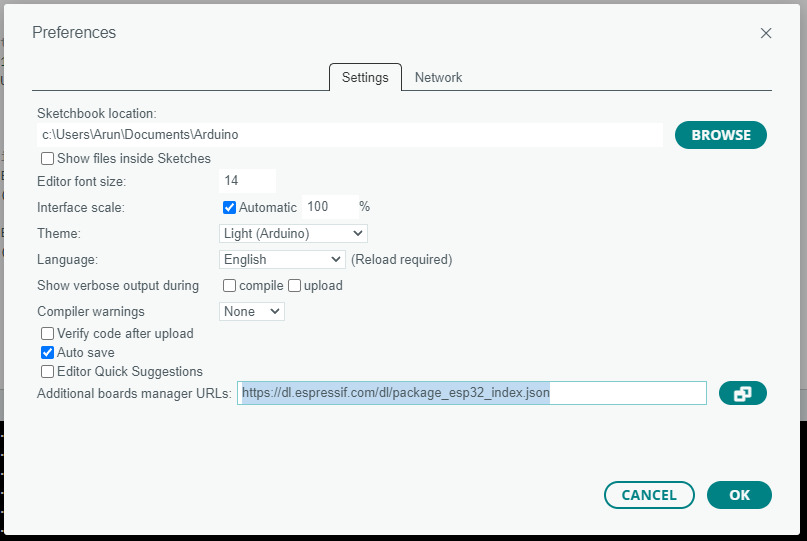 Preferences
Settings Network
Sketchbook location:
c:\Users\Arun\Documents\Arduino
BROWSE
Show files inside Sketches
Editor font size: 14
Interface scale: Automatic 100 %
Theme: Light (Arduino)
Language: English (Reload required)
Show verbose output during compile upload
Compiler warnings None
Verify code after upload
Auto save
Editor Quick Suggestions
Additional boards manager URLs: https://dl.espressif.com/dl/package_esp32_index.json
CANCEL OK